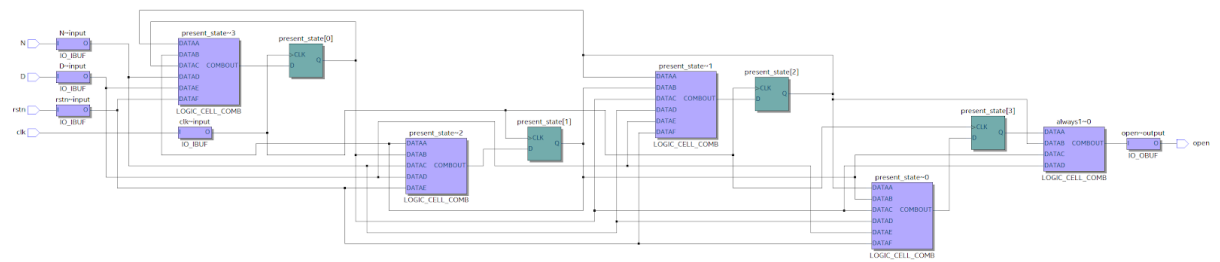 N
N~input
I O
IO_IBUF
D
D~input
I O
IO_IBUF
rstn
rstn~input
I O
IO_IBUF
clk
clk~input
I O
IO_IBUF
present_state~3
DATAA
DATAB
DATAC COMBOUT
DATAD
DATAE
DATAF
LOGIC_CELL_COMB
present_state[0]
>CLK
Q
D
present_state~2
DATAA
DATAB
DATAC COMBOUT
DATAD
DATAE
LOGIC_CELL_COMB
present_state[1]
>CLK
Q
D
present_state~1
DATAA
DATAB
DATAC COMBOUT
DATAD
DATAE
DATAF
LOGIC_CELL_COMB
present_state[2]
>CLK
Q
D
present_state~0
DATAA
DATAB
DATAC COMBOUT
DATAD
DATAE
DATAF
LOGIC_CELL_COMB
present_state[3]
>CLK
Q
D
always1~0
DATAA
DATAB COMBOUT
DATAC
DATAD
LOGIC_CELL_COMB
open~output
I O
IO_OBUF
open